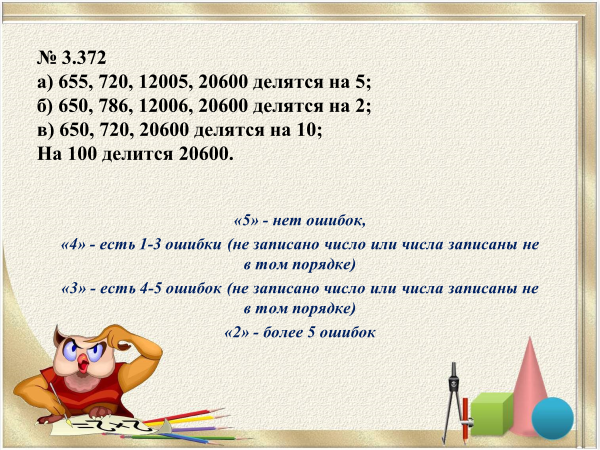 № 3.372
а) 655, 720, 12005, 20600 делятся на 5;
б) 650, 786, 12006, 20600 делятся на 2;
в) 650, 720, 20600 делятся на 10;
На 100 делится 20600.
«5» - нет ошибок,
«4» - есть 1-3 ошибки (не записано число или числа записаны не
в том порядке)
«3» - есть 4-5 ошибок (не записано число или числа записаны не
в том порядке)
«2» - более 5 ошибок
2+2=